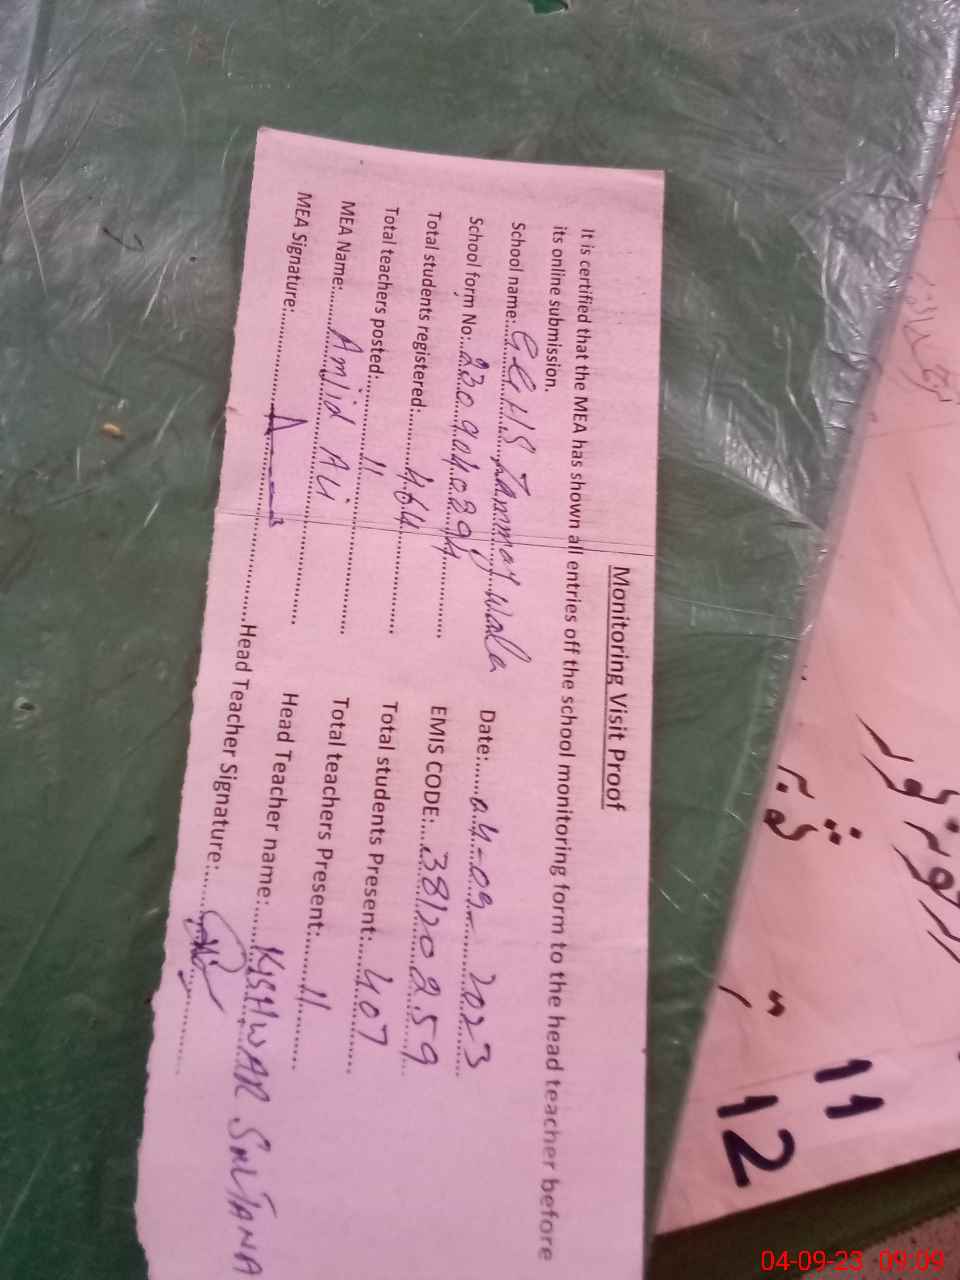 Monitoring Visit Proof
It is certified that the MEA has shown all entries off the school monitoring form to the head teacher before
its online submission.
School name: GGHS Jammay Wala Date: 04-09-2023
School form No: 2309040894 EMIS CODE: 38120259
Total students registered: 464 Total students Present: 407
Total teachers posted: 11 Total teachers Present: 11
MEA Name: Amjid Ali Head Teacher name: KISHWAR SULTANA
MEA Signature: Head Teacher Signature:
11
12
04-09-23 09:09